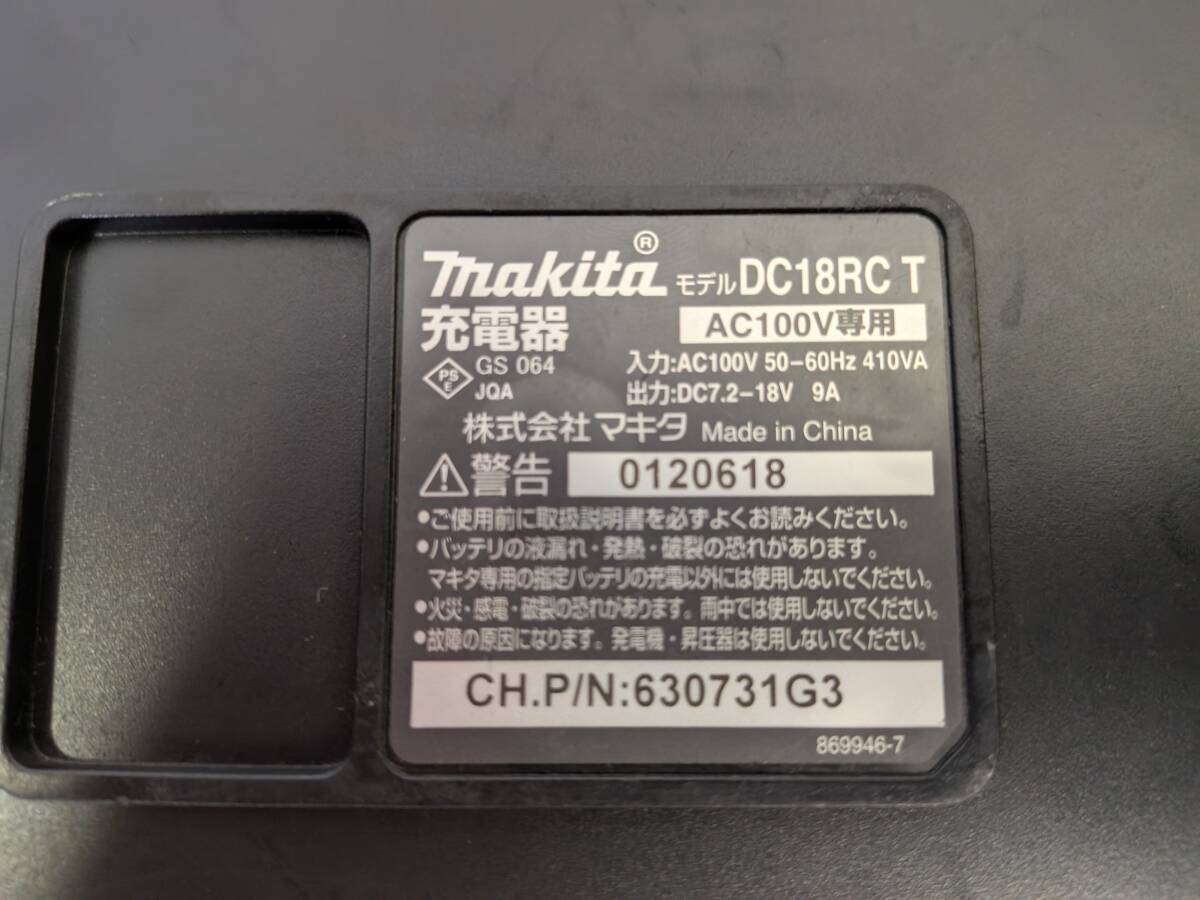 makita® モデル DC18RC T
充電器 AC100V専用
PSE GS 064 入力:AC100V 50-60Hz 410VA
JQA 出力:DC7.2-18V 9A
株式会社 マキタ Made in China
警告 0120618
•ご使用前に取扱説明書を必ずよくお読みください。
•バッテリの液漏れ・発熱・破裂の恐れがあります。
マキタ専用の指定バッテリの充電以外には使用しないでください。
•火災・感電・破裂の恐れがあります。雨中では使用しないでください。
•故障の原因になります。発電機・昇圧器は使用しないでください。
CH.P/N:630731G3
869946-7